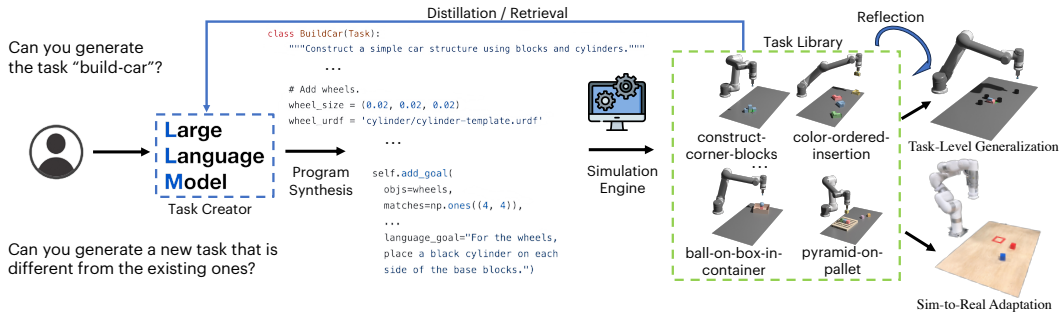 Distillation / Retrieval
Can you generate
the task “build-car”?
Large
Language
Model
Task Creator
Can you generate a new task that is
different from the existing ones?
class BuildCar(Task):
"""Construct a simple car structure using blocks and cylinders."""
...
# Add wheels.
wheel_size = (0.02, 0.02, 0.02)
wheel_urdf = 'cylinder/cylinder-template.urdf'
...
Program
Synthesis
self.add_goal(
objs=wheels,
matches=np.ones((4, 4)),
...
language_goal="For the wheels,
place a black cylinder on each
side of the base blocks.")
Simulation
Engine
Task Library
construct-
corner-blocks
color-ordered-
insertion
...
ball-on-box-in-
container
pyramid-on-
pallet
Reflection
Task-Level Generalization
Sim-to-Real Adaptation